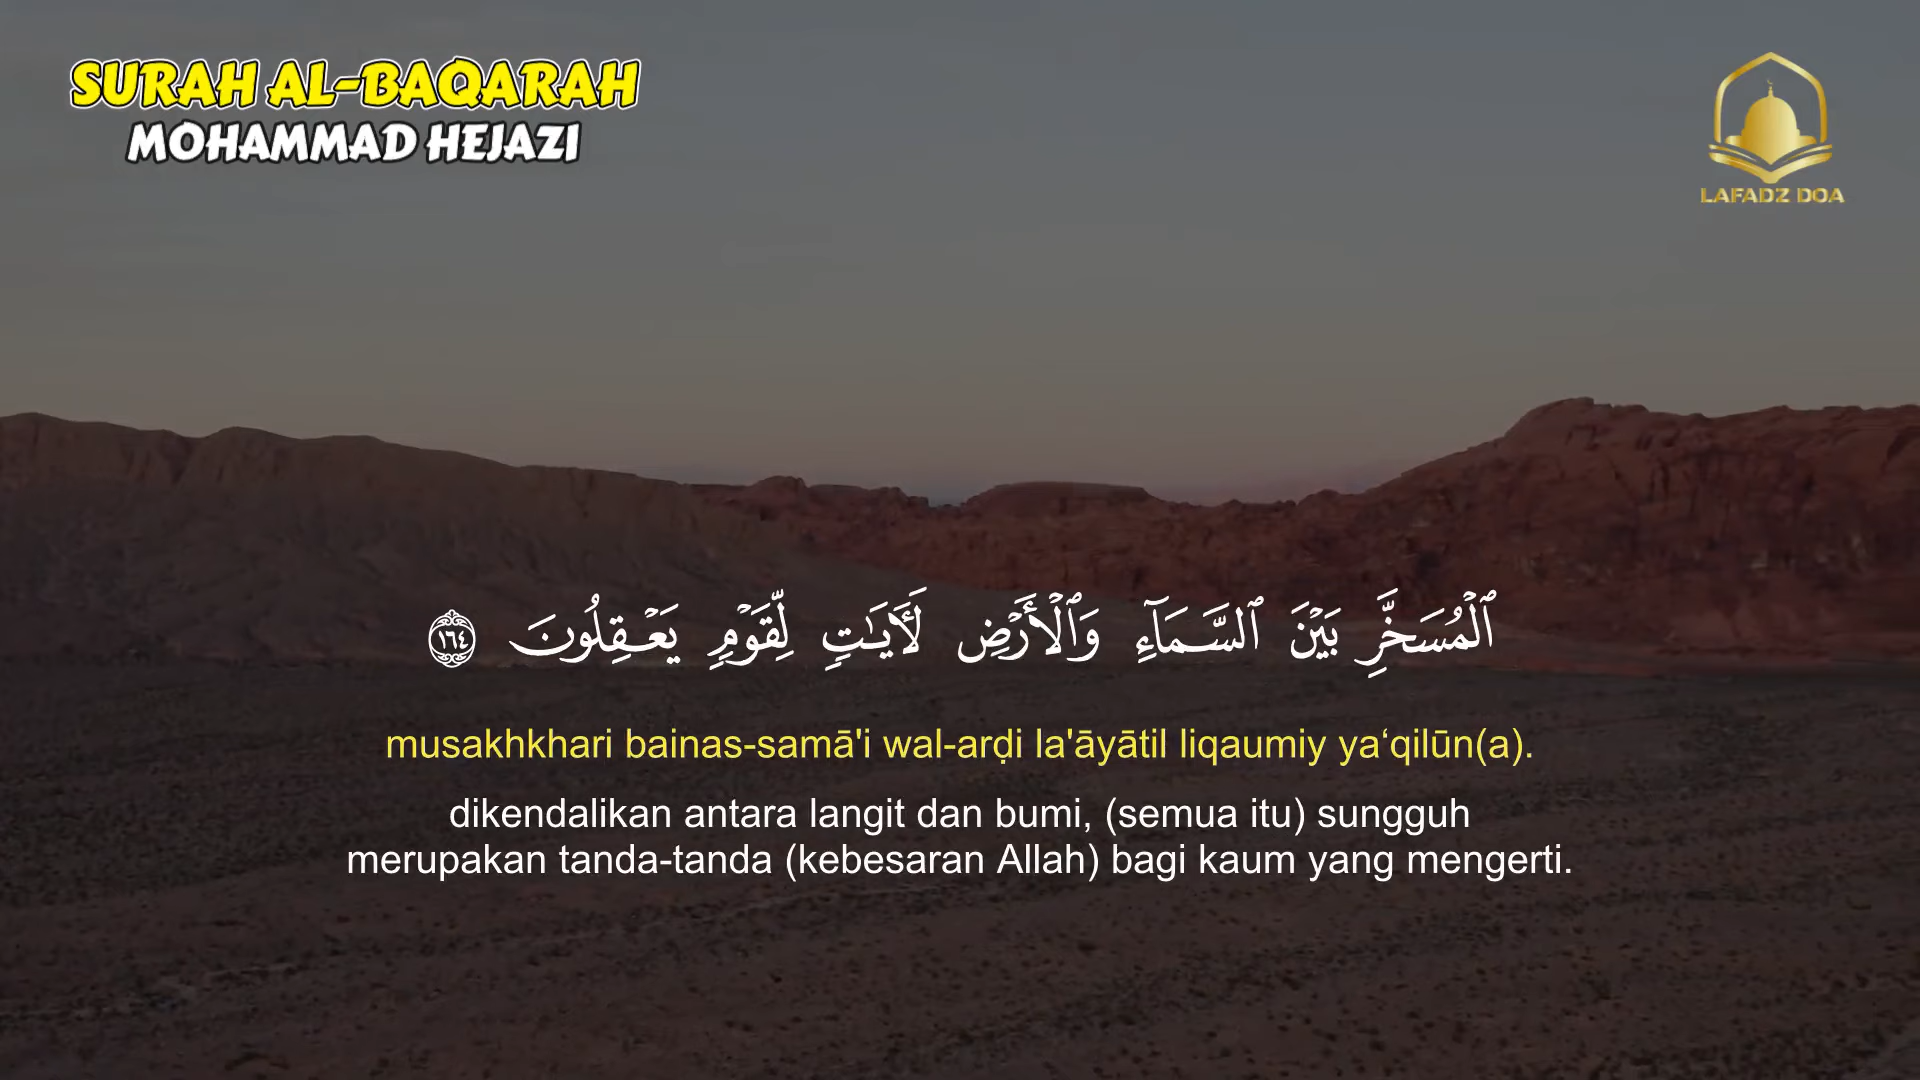 SURAH AL-BAQARAH
MOHAMMAD HEJAZI
LAFADZ DOA
ٱلْمُسَخَّرِ بَيْنَ ٱلسَّمَآءِ وَٱلْأَرْضِ لَـَٔايَـٰتٍ لِّقَوْمٍ يَعْقِلُونَ ١٦٤
musakhkhari bainas-samā'i wal-arḍi la'āyātil liqaumiy ya‘qilūn(a).
dikendalikan antara langit dan bumi, (semua itu) sungguh
merupakan tanda-tanda (kebesaran Allah) bagi kaum yang mengerti.